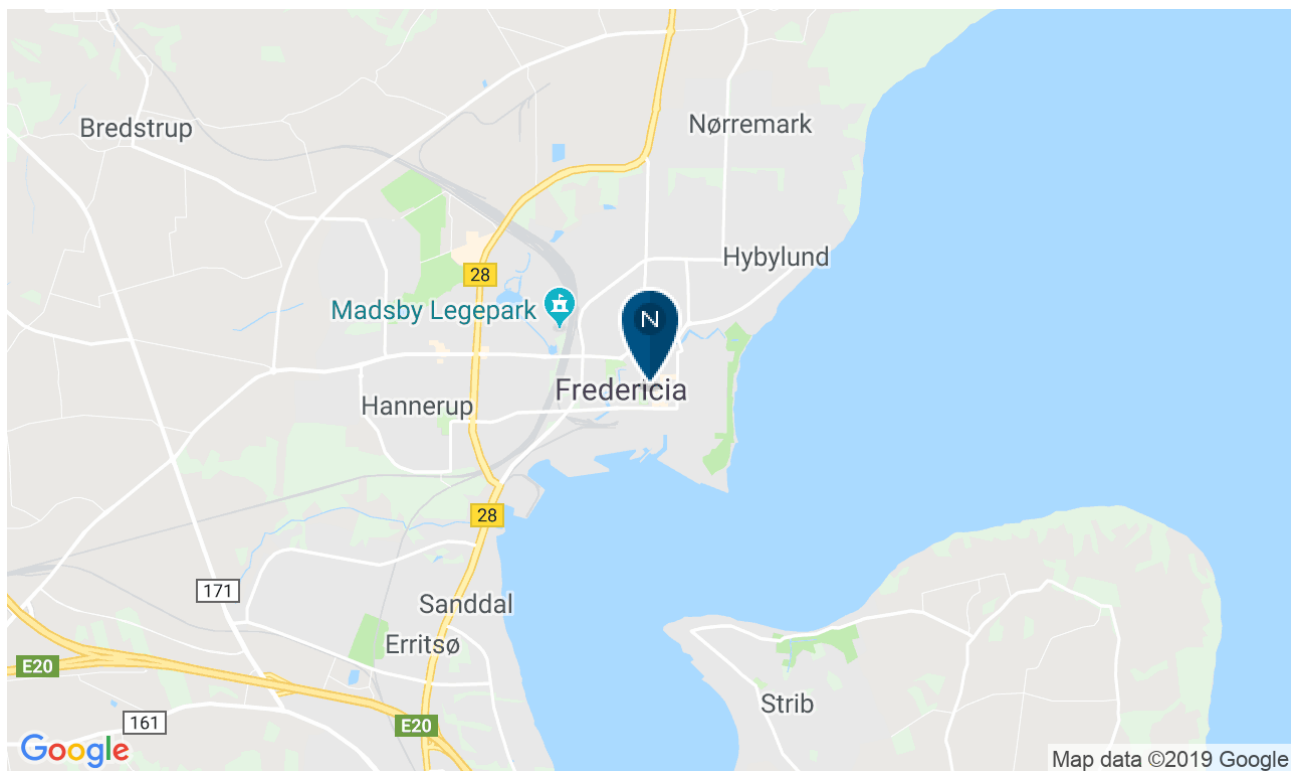 Nørremark
Bredstrup
Hybylund
28
Madsby Legepark
N
Fredericia
Hannerup
28
171
Sanddal
Erritsø
E20
Strib
161
E20
Google
Map data ©2019 Google